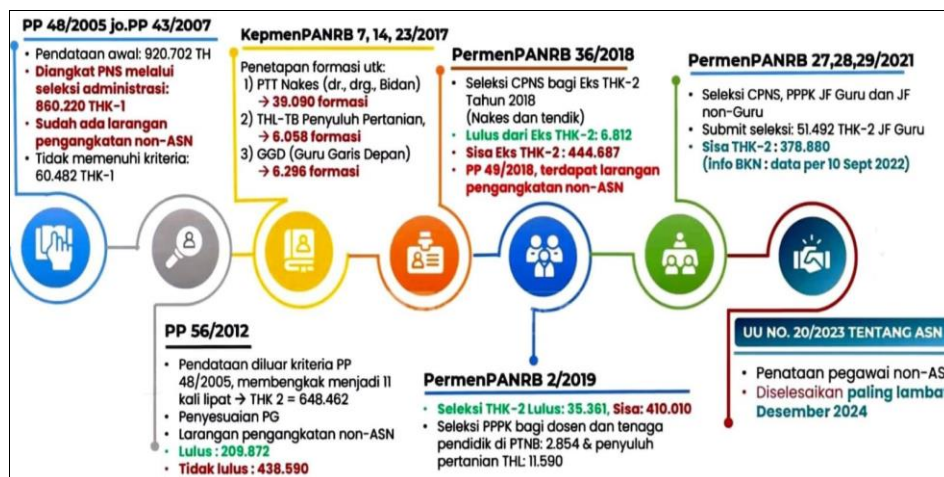 PP 48/2005 jo.PP 43/2007
• Pendataan awal: 920.702 TH
• Diangkat PNS melalui
seleksi administrasi:
860.220 THK-1
• Sudah ada larangan
pengangkatan non-ASN
• Tidak memenuhi kriteria:
60.482 THK-1
PP 56/2012
• Pendataan diluar kriteria PP
48/2005, membengkak menjadi 11
kali lipat → THK 2 = 648.462
• Penyesuaian PG
• Larangan pengangkatan non-ASN
• Lulus : 209.872
• Tidak lulus : 438.590
KepmenPANRB 7, 14, 23/2017
Penetapan formasi utk:
1) PTT Nakes (dr., drg., Bidan)
→ 39.090 formasi
2) THL-TB Penyuluh Pertanian,
→ 6.058 formasi
3) GGD (Guru Garis Depan)
→ 6.296 formasi
PermenPANRB 36/2018
• Seleksi CPNS bagi Eks THK-2
Tahun 2018
(Nakes dan tendik)
• Lulus dari Eks THK-2: 6.812
• Sisa Eks THK-2 : 444.687
• PP 49/2018, terdapat larangan
pengangkatan non-ASN
PermenPANRB 2/2019
• Seleksi THK-2 Lulus: 35.361, Sisa: 410.010
• Seleksi PPPK bagi dosen dan tenaga
pendidik di PTNB: 2.854 & penyuluh
pertanian THL: 11.590
PermenPANRB 27,28,29/2021
• Seleksi CPNS, PPPK JF Guru dan JF
non-Guru
• Submit seleksi: 51.492 THK-2 JF Guru
• Sisa THK-2 : 378.880
(info BKN : data per 10 Sept 2022)
UU NO. 20/2023 TENTANG ASN
• Penataan pegawai non-AS
• Diselesaikan paling lamba
Desember 2024